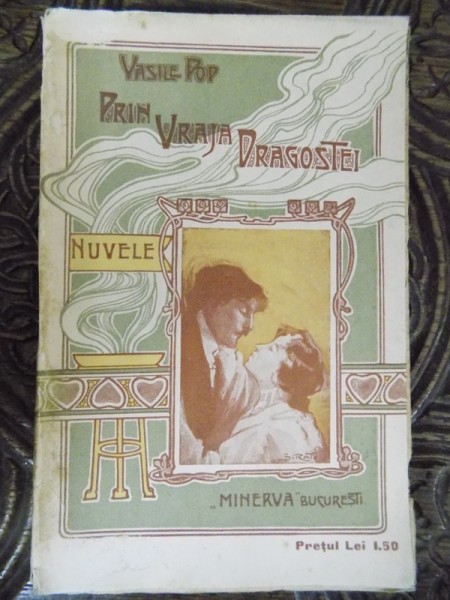 VASILE POP
PRIN VRAJA DRAGOSTEI
NUVELE
„MINERVA" BUCUREȘTI.
Prețul Lei 1.50